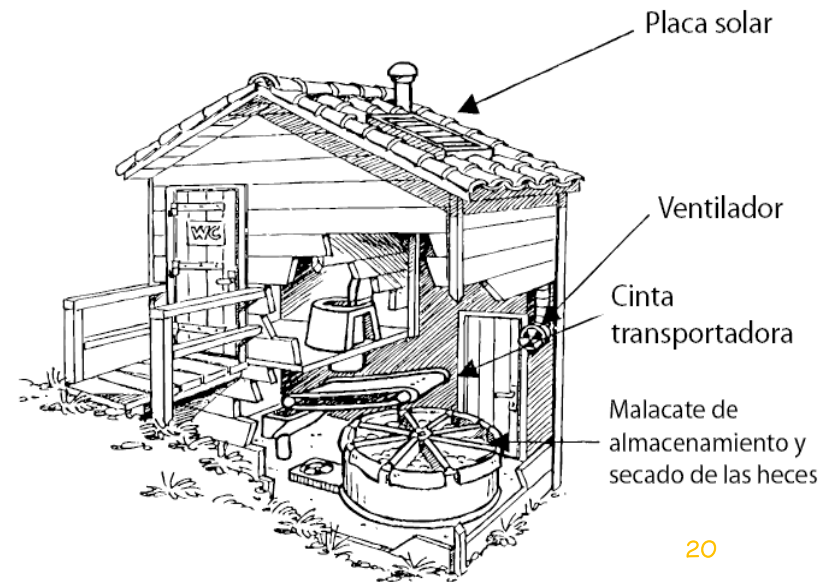 Placa solar
WC
Ventilador
Cinta
transportadora
Malacate de
almacenamiento y
secado de las heces
20